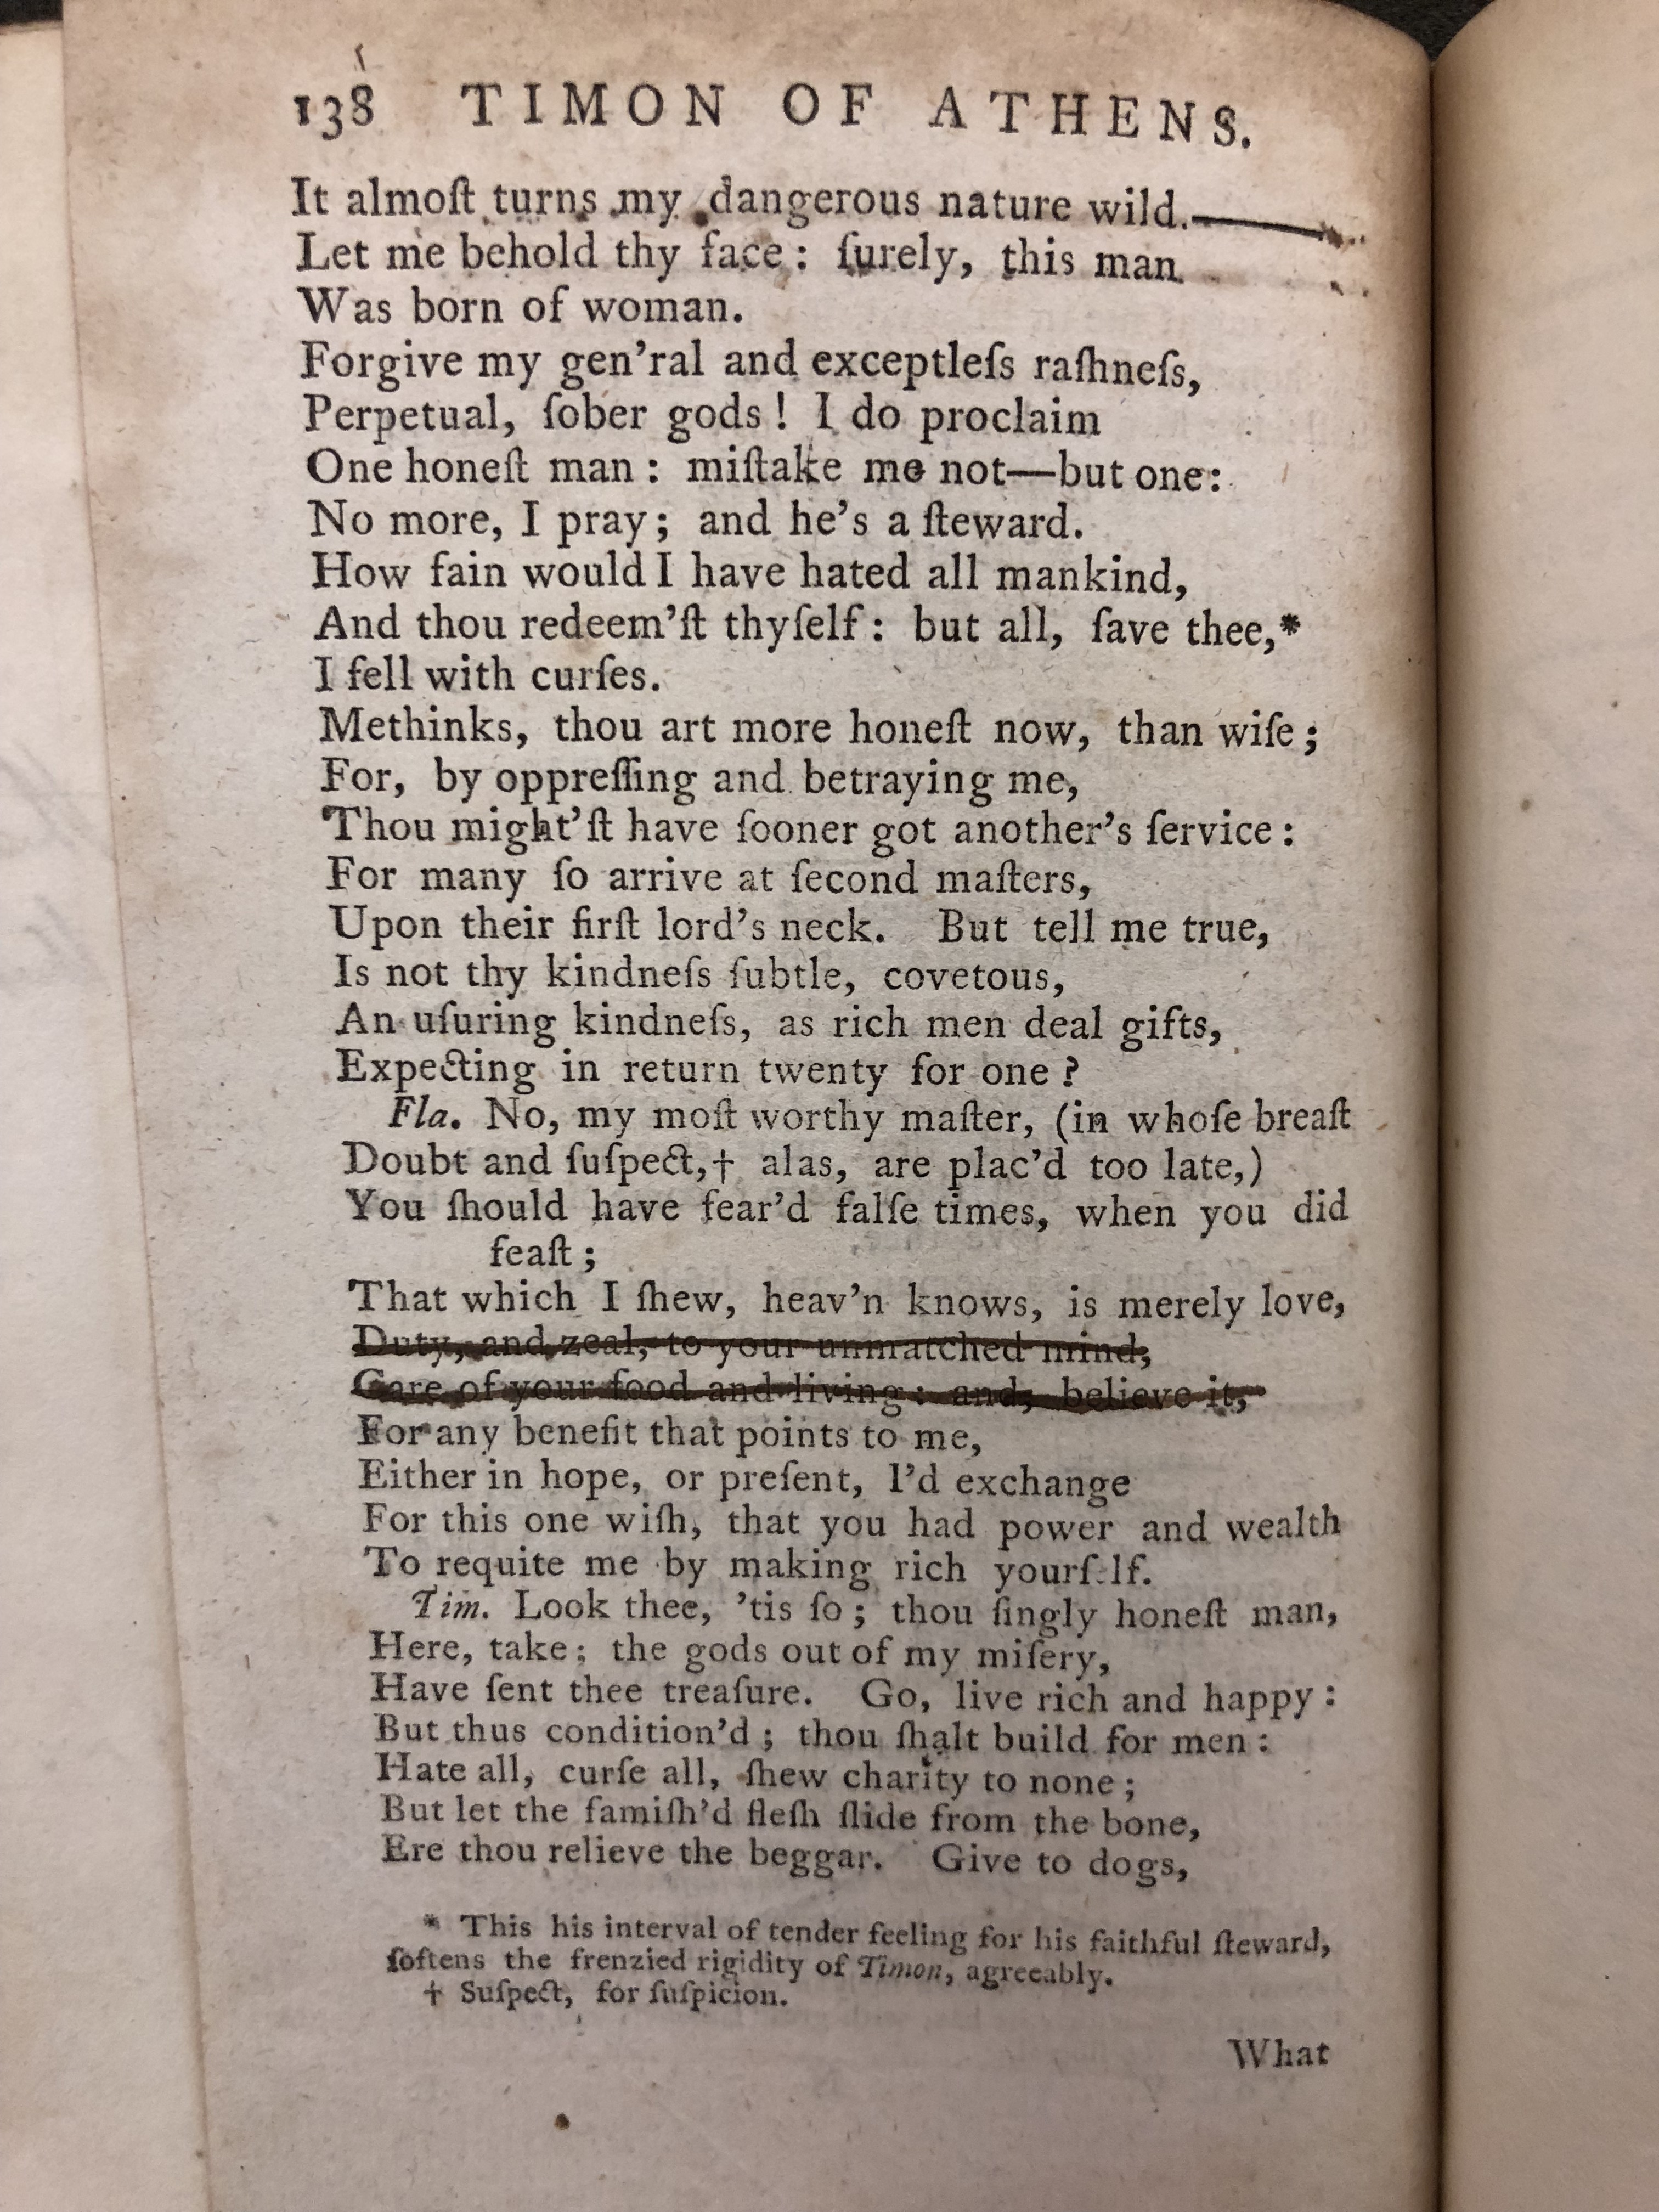 138 TIMON OF ATHENS.
It almoſt turns my dangerous nature wild.
Let me behold thy face: ſurely, this man
Was born of woman.
Forgive my gen'ral and exceptleſs raſhneſs,
Perpetual, ſober gods! I do proclaim
One honeſt man: miſtake me not—but one:
No more, I pray; and he's a ſteward.
How fain would I have hated all mankind,
And thou redeem'ſt thyſelf: but all, ſave thee,*
I fell with curſes.
Methinks, thou art more honeſt now, than wiſe;
For, by oppreſſing and betraying me,
Thou might'ſt have ſooner got another's ſervice:
For many ſo arrive at ſecond maſters,
Upon their firſt lord's neck. But tell me true,
Is not thy kindneſs ſubtle, covetous,
An uſuring kindneſs, as rich men deal gifts,
Expecting in return twenty for one?
Fla. No, my moſt worthy maſter, (in whoſe breaſt
Doubt and ſuſpect,† alas, are plac'd too late,)
You ſhould have fear'd falſe times, when you did
feaſt;
That which I ſhew, heav'n knows, is merely love,
Duty, and zeal, to your unmatched mind,
Care of your food and living: and, believe it,
For any benefit that points to me,
Either in hope, or preſent, I'd exchange
For this one wiſh, that you had power and wealth
To requite me by making rich yourſ lf.
Tim. Look thee, 'tis ſo; thou ſingly honeſt man,
Here, take; the gods out of my miſery,
Have ſent thee treaſure. Go, live rich and happy:
But thus condition'd; thou ſhalt build for men:
Hate all, curſe all, ſhew charity to none;
But let the famiſh'd fleſh ſlide from the bone,
Ere thou relieve the beggar. Give to dogs,
* This his interval of tender feeling for his faithful ſteward,
ſoftens the frenzied rigidity of Timon, agreeably.
† Suſpect, for ſuſpicion.
What